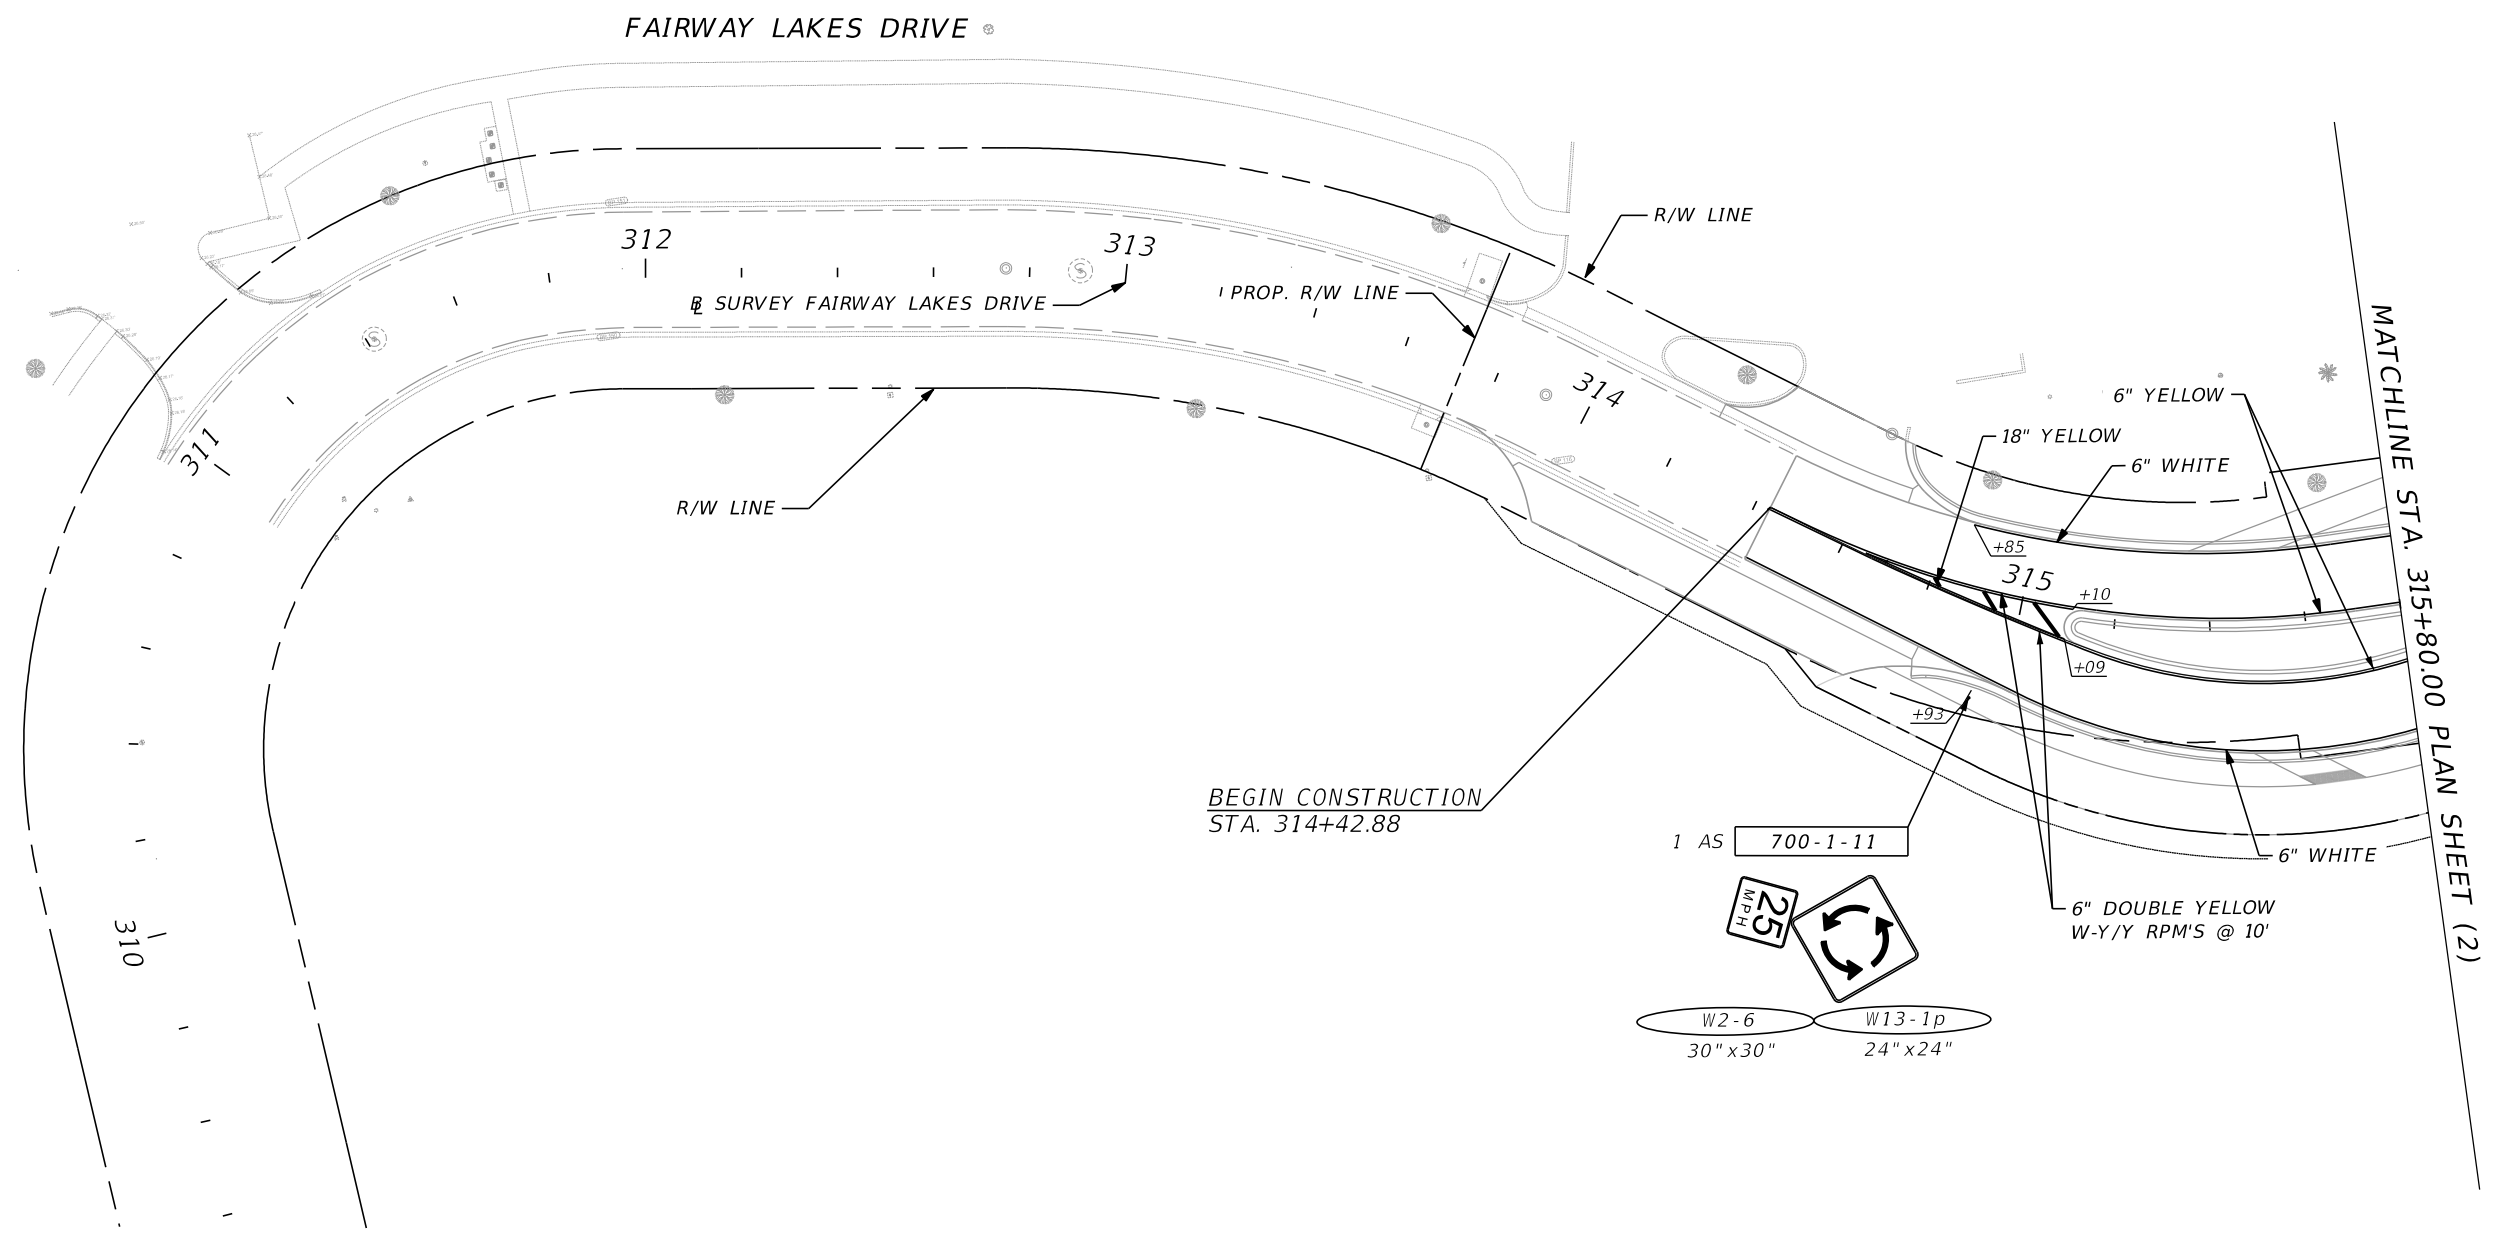 FAIRWAY LAKES DRIVE
R/W LINE
312
313
BL SURVEY FAIRWAY LAKES DRIVE
PROP. R/W LINE
314
311
R/W LINE
6" YELLOW
18" YELLOW
6" WHITE
+85
315
+10
+09
+93
MATCHLINE STA. 315+80.00 PLAN SHEET (2)
BEGIN CONSTRUCTION
STA. 314+42.88
1 AS 700-1-11
6" WHITE
6" DOUBLE YELLOW
W-Y/Y RPM'S @ 10'
25
MPH
310
W2-6
W13-1p
30"x30"
24"x24"
S
S